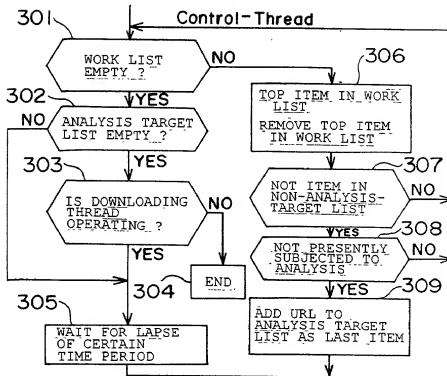 Control-Thread
301
WORK LIST
EMPTY ?
NO
YES
302
ANALYSIS TARGET
LIST EMPTY ?
NO
YES
303
IS DOWNLOADING
THREAD
OPERATING ?
NO
YES
304
END
305
WAIT FOR LAPSE
OF CERTAIN
TIME PERIOD
306
TOP ITEM IN WORK
LIST
REMOVE TOP ITEM
IN WORK LIST
307
NOT ITEM IN
NON-ANALYSIS-
TARGET LIST
NO
YES
308
NOT PRESENTLY
SUBJECTED TO
ANALYSIS
NO
YES
309
ADD URL TO
ANALYSIS TARGET
LIST AS LAST ITEM